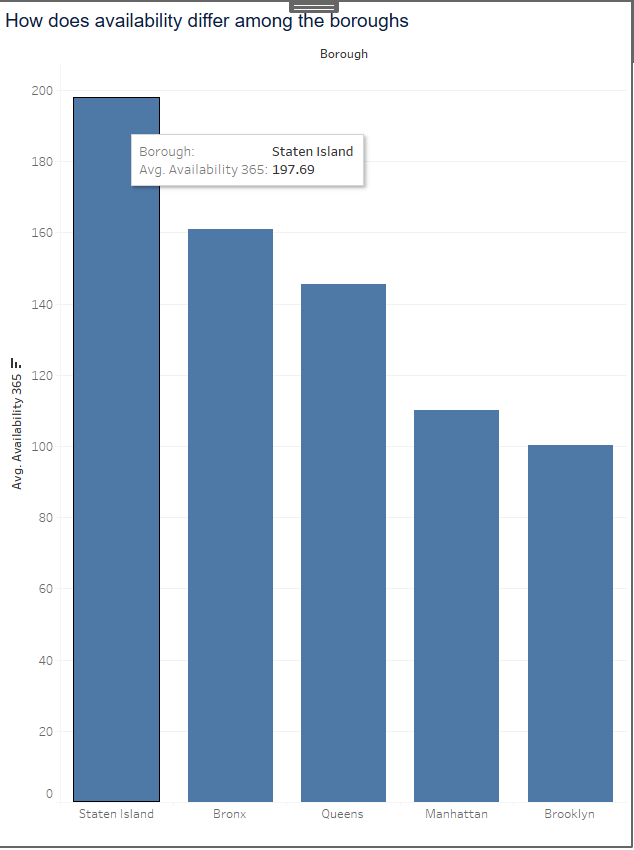 How does availability differ among the boroughs
Borough
200
180
160
140
120
100
80
60
40
20
0
Avg. Availability 365
Borough: Staten Island
Avg. Availability 365: 197.69
Staten Island Bronx Queens Manhattan Brooklyn